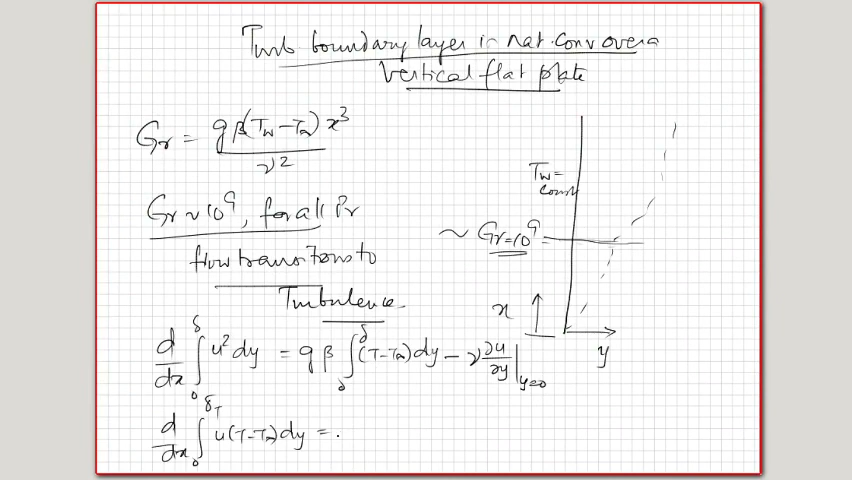 Turb boundary layer in nat. conv over a
vertical flat plate
Gr = gβ(Tw-T∞)x³ / ν²
Gr ~ 10⁹, for all Pr
flow transitions to
Turbulence.
Tw = const
~ Gr=10⁹
x
y
d/dx ∫₀^δ u² dy = gβ ∫₀^δ (T-T∞)dy - ν ∂u/∂y|y=0
d/dx ∫₀^δT u(T-T∞)dy = .